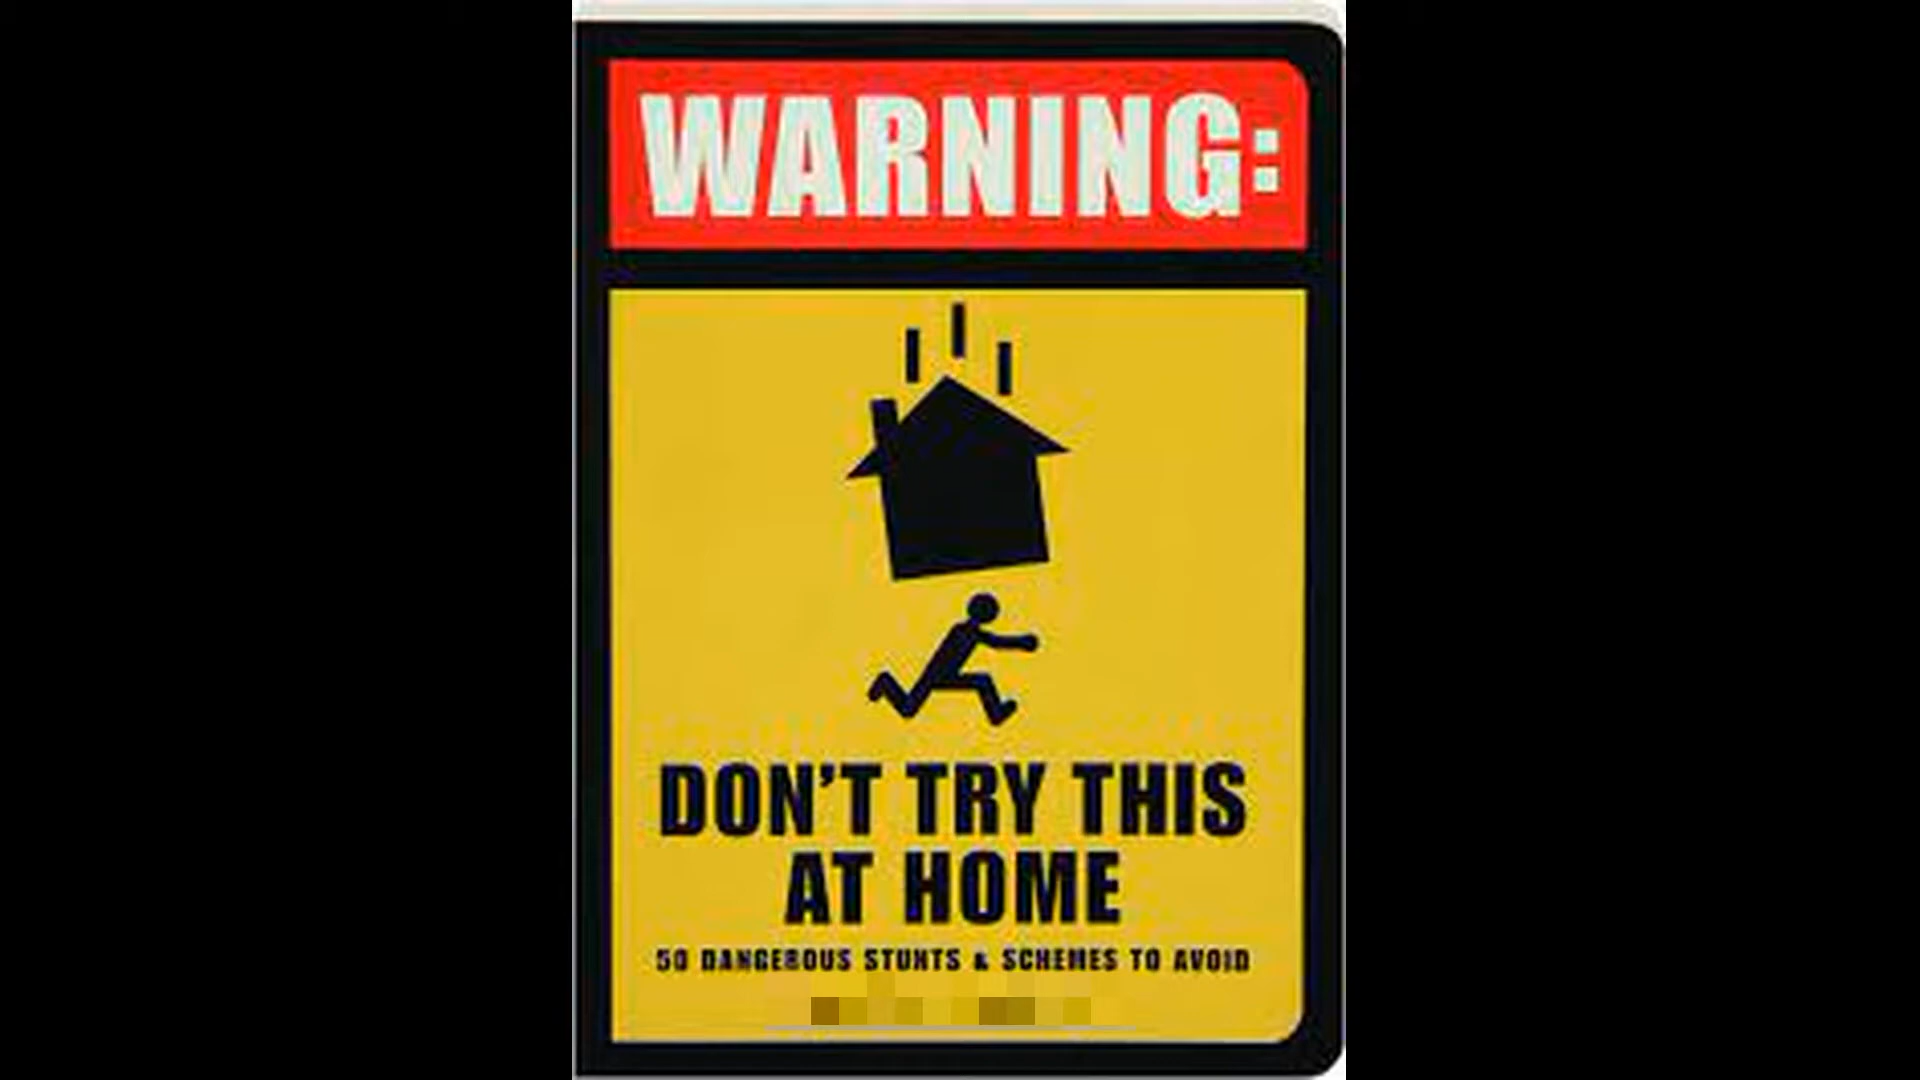 WARNING:
DON'T TRY THIS
AT HOME
50 DANGEROUS STUNTS & SCHEMES TO AVOID